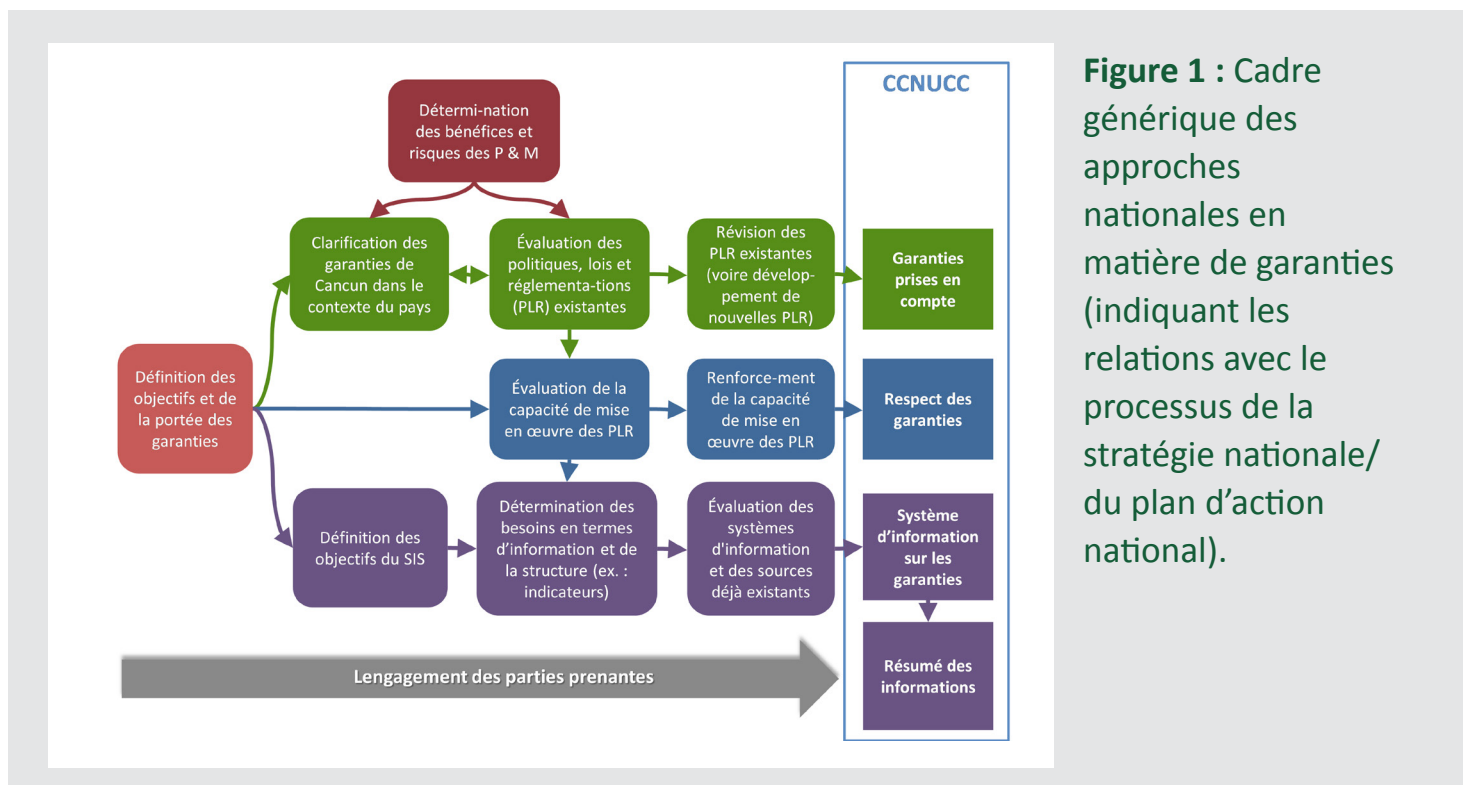 CCNUCC
Détermi-nation
des bénéfices et
risques des P & M
Clarification des
garanties de
Cancun dans le
contexte du pays
Évaluation des
politiques, lois et
réglementa-tions
(PLR) existantes
Révision des
PLR existantes
(voire dévelop-
pement de
nouvelles PLR)
Garanties
prises en
compte
Définition des
objectifs et de
la portée des
garanties
Évaluation de la
capacité de mise
en œuvre des PLR
Renforce-ment
de la capacité
de mise en
œuvre des PLR
Respect des
garanties
Définition des
objectifs du SIS
Détermination des
besoins en termes
d'information et de
la structure (ex. :
indicateurs)
Évaluation des
systèmes
d'information
et des sources
déjà existants
Système
d'information
sur les
garanties
Lengagement des parties prenantes
Résumé des
informations
Figure 1 : Cadre
générique des
approches
nationales en
matière de garanties
(indiquant les
relations avec le
processus de la
stratégie nationale/
du plan d'action
national).